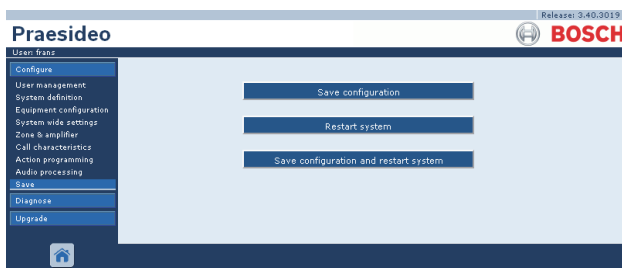 Release: 3.40.3019
Praesideo
BOSCH
User: frans
Configure
User management
System definition
Equipment configuration
System wide settings
Zone & amplifier
Call characteristics
Action programming
Audio processing
Save
Diagnose
Upgrade
Save configuration
Restart system
Save configuration and restart system